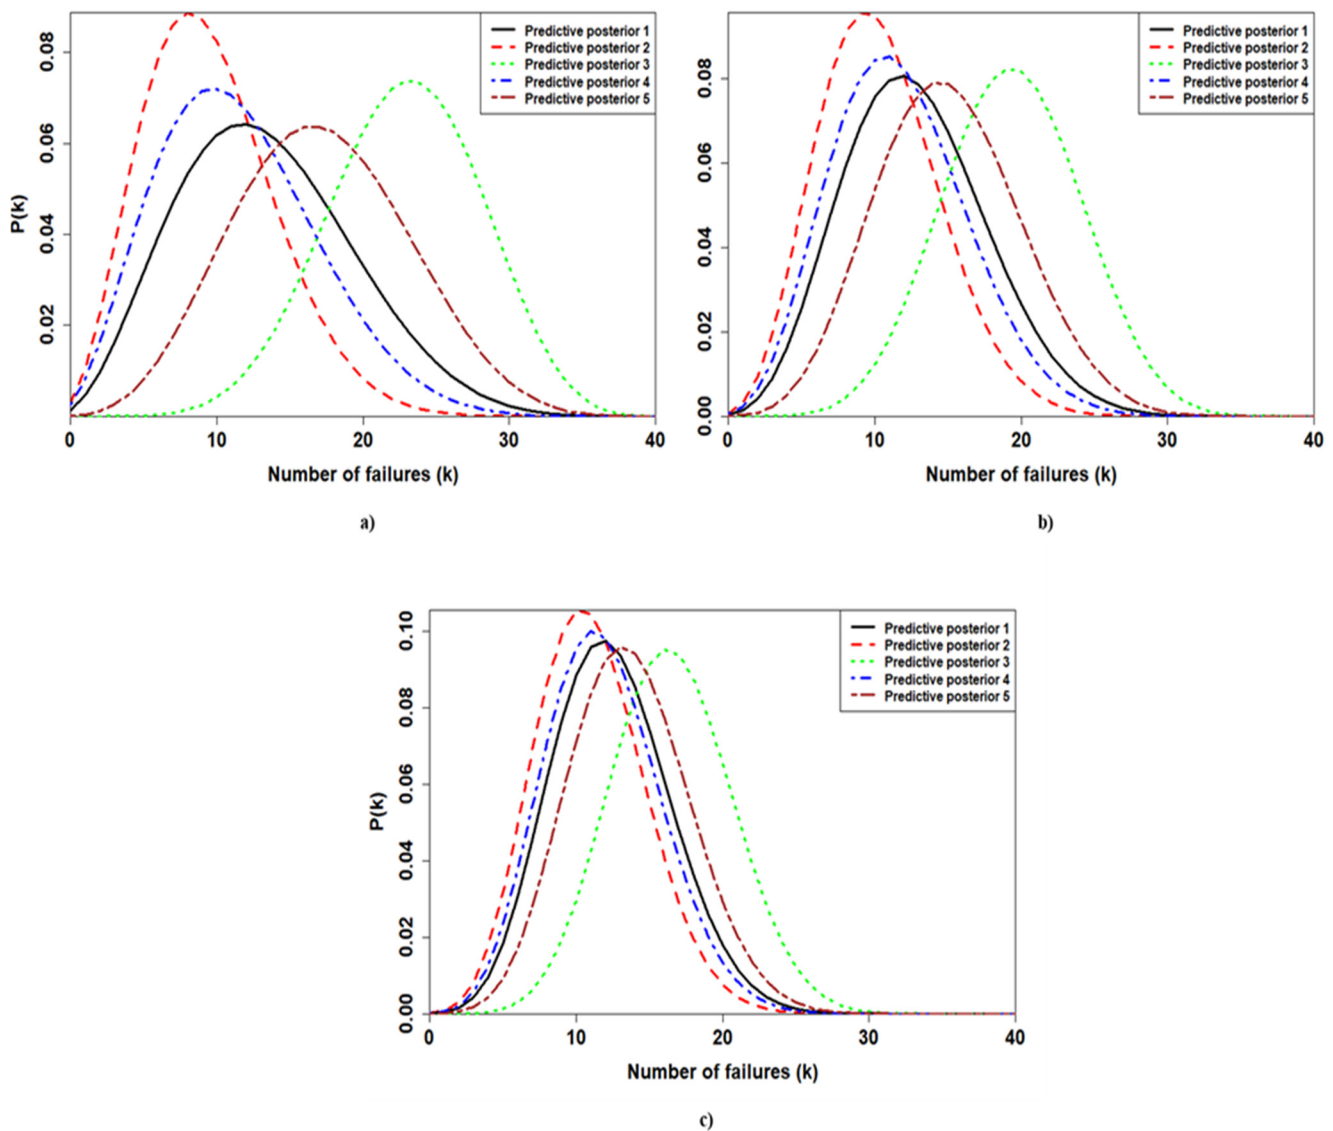 Predictive posterior 1
Predictive posterior 2
Predictive posterior 3
Predictive posterior 4
Predictive posterior 5
P(k)
0.08
0.06
0.04
0.02
0 10 20 30 40
Number of failures (k)
a)
Predictive posterior 1
Predictive posterior 2
Predictive posterior 3
Predictive posterior 4
Predictive posterior 5
0.08
0.06
0.04
0.02
0.00
0 10 20 30 40
Number of failures (k)
b)
Predictive posterior 1
Predictive posterior 2
Predictive posterior 3
Predictive posterior 4
Predictive posterior 5
P(k)
0.10
0.08
0.06
0.04
0.02
0.00
0 10 20 30 40
Number of failures (k)
c)